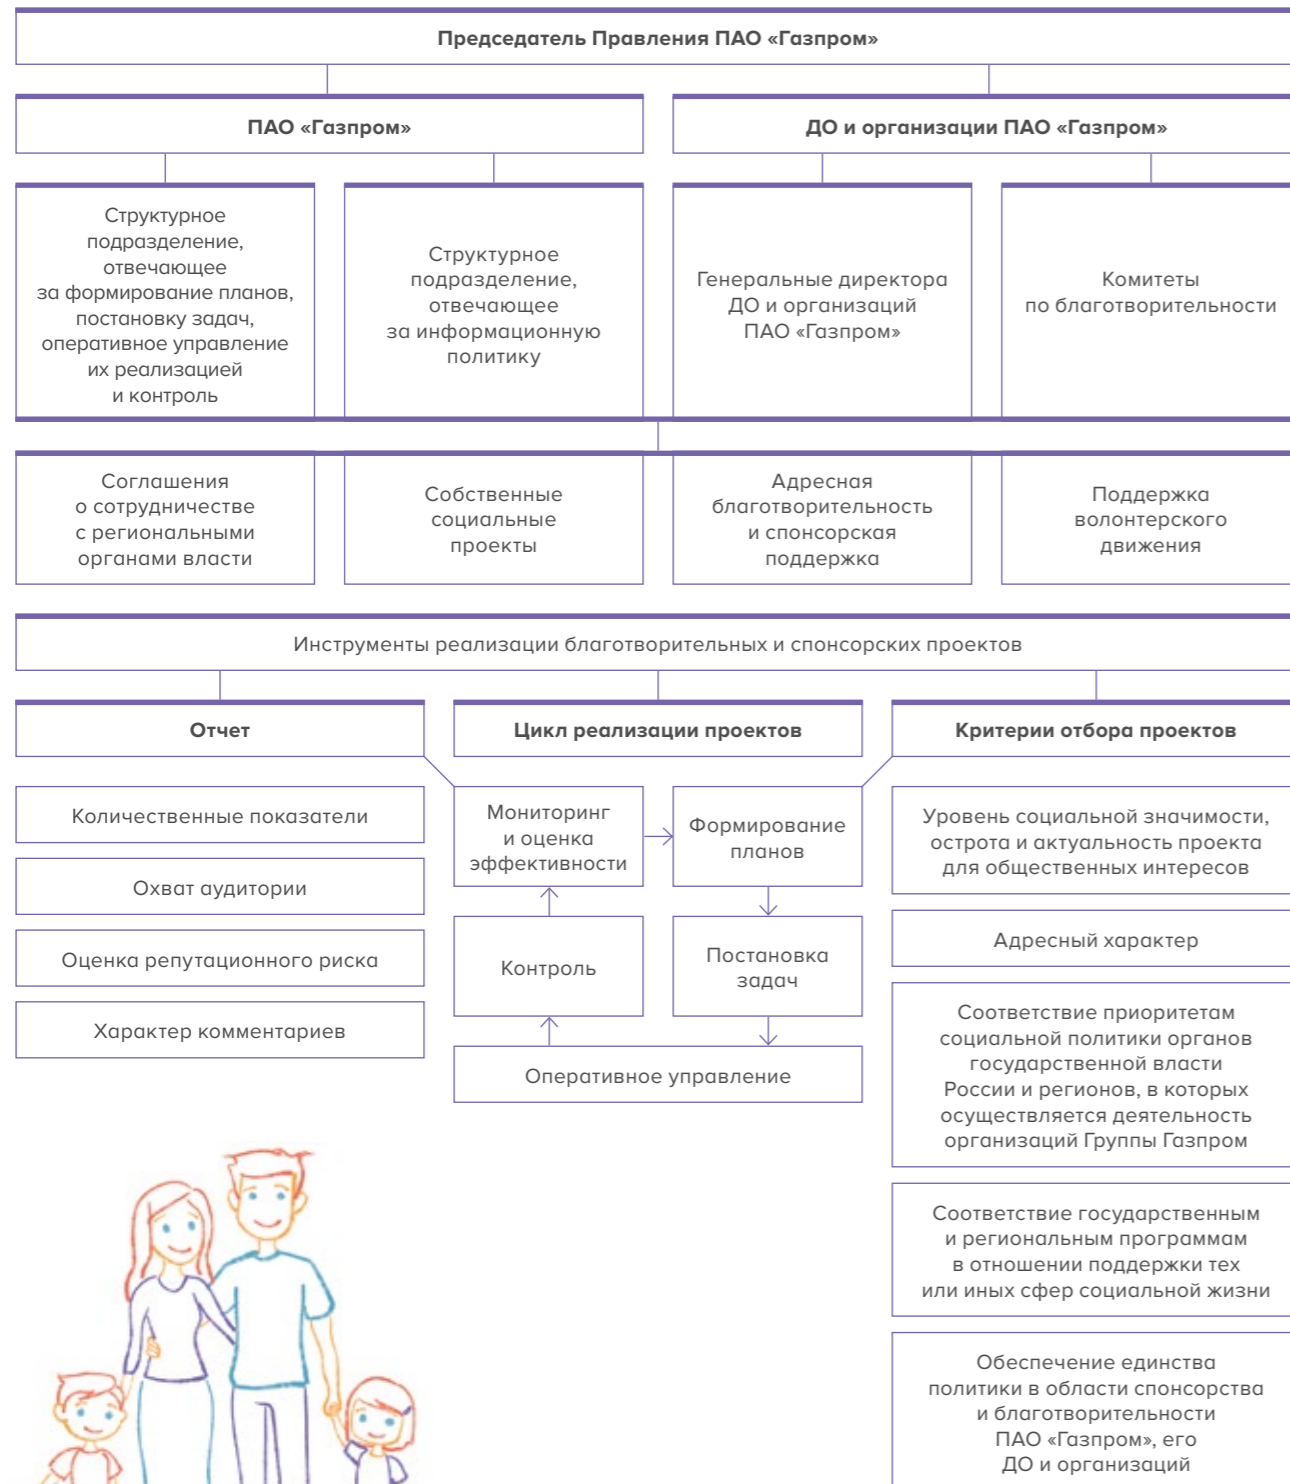 Председатель Правления ПАО «Газпром»
ПАО «Газпром»
ДО и организации ПАО «Газпром»
Структурное
подразделение,
отвечающее
за формирование планов,
постановку задач,
оперативное управление
их реализацией
и контроль
Структурное
подразделение,
отвечающее
за информационную
политику
Генеральные директора
ДО и организаций
ПАО «Газпром»
Комитеты
по благотворительности
Соглашения
о сотрудничестве
с региональными
органами власти
Собственные
социальные
проекты
Адресная
благотворительность
и спонсорская
поддержка
Поддержка
волонтерского
движения
Инструменты реализации благотворительных и спонсорских проектов
Отчет
Количественные показатели
Охват аудитории
Оценка репутационного риска
Характер комментариев
Цикл реализации проектов
Мониторинг
и оценка
эффективности
Формирование
планов
Контроль
Постановка
задач
Оперативное управление
Критерии отбора проектов
Уровень социальной значимости,
острота и актуальность проекта
для общественных интересов
Адресный характер
Соответствие приоритетам
социальной политики органов
государственной власти
России и регионов, в которых
осуществляется деятельность
организаций Группы Газпром
Соответствие государственным
и региональным программам
в отношении поддержки тех
или иных сфер социальной жизни
Обеспечение единства
политики в области спонсорства
и благотворительности
ПАО «Газпром», его
ДО и организаций